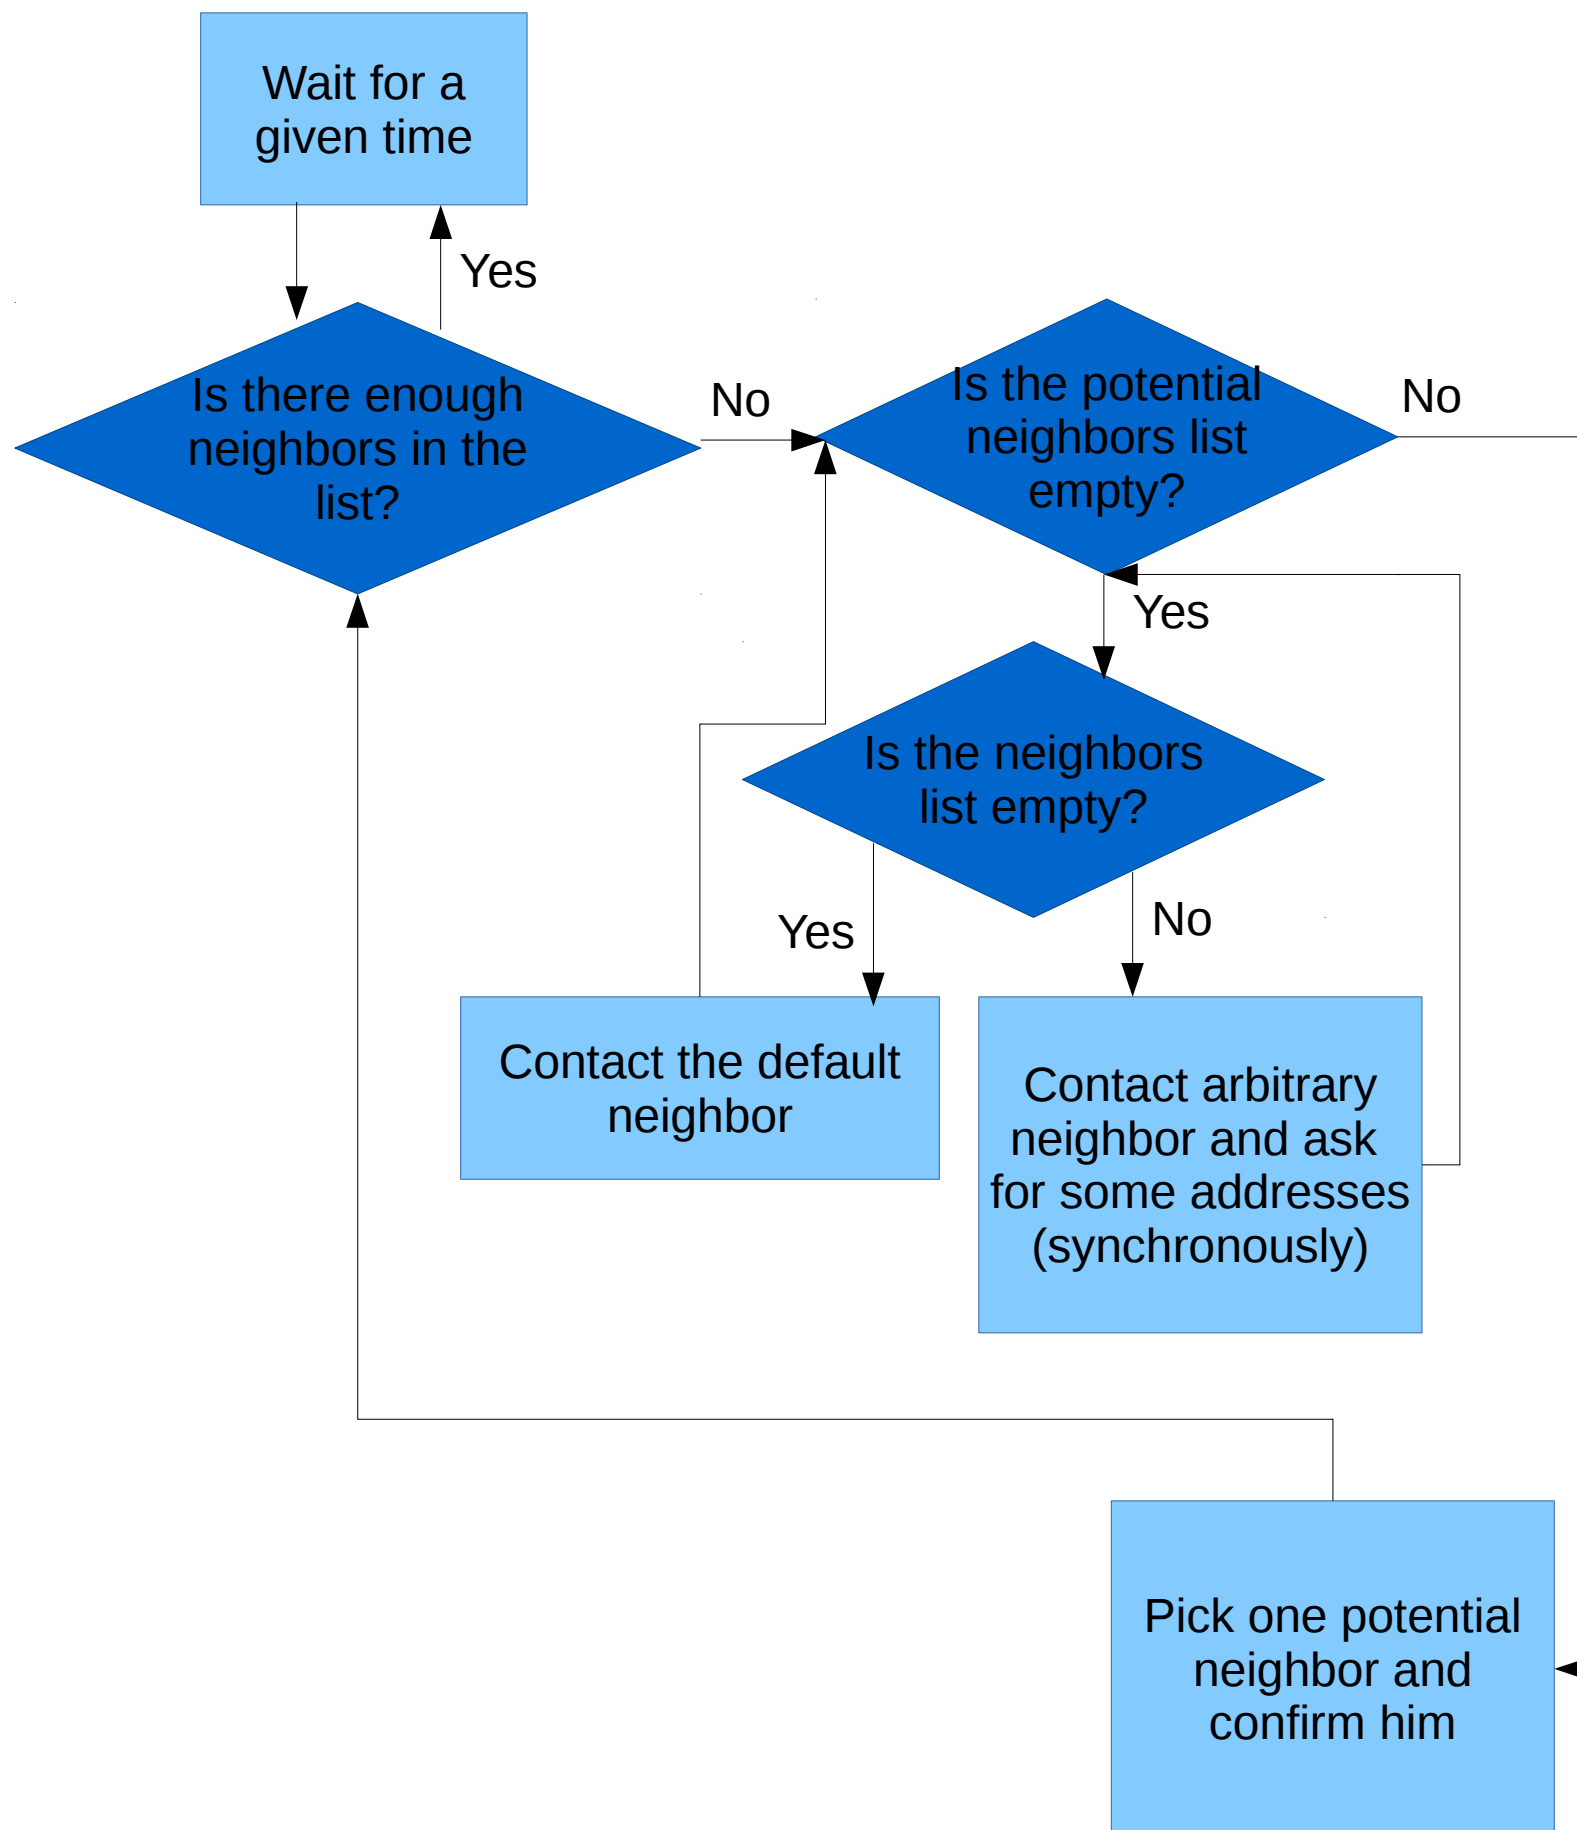 Wait for a
given time
Yes
Is there enough
neighbors in the
list?
No
Is the potential
neighbors list
empty?
No
Yes
Is the neighbors
list empty?
Yes
No
Contact the default
neighbor
Contact arbitrary
neighbor and ask
for some addresses
(synchronously)
Pick one potential
neighbor and
confirm him